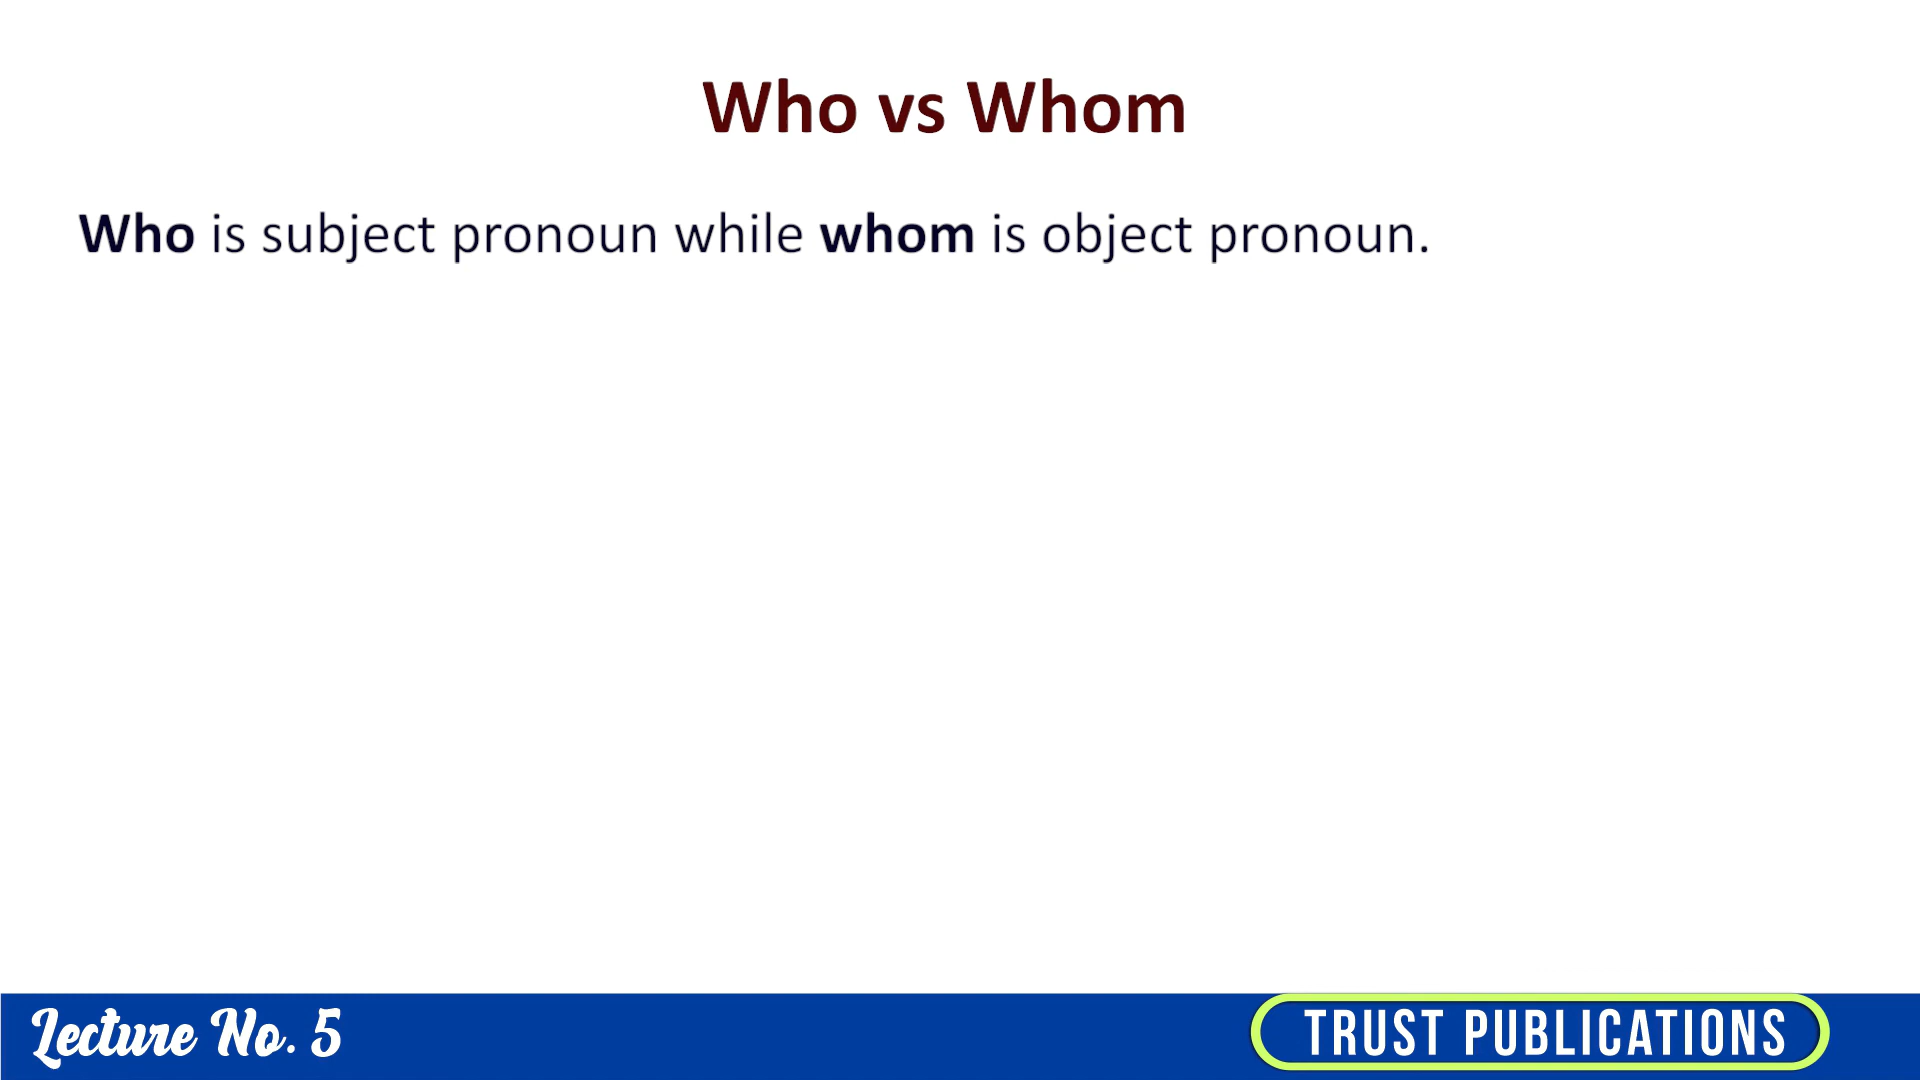 Who vs Whom
Who is subject pronoun while whom is object pronoun.
Lecture No. 5
TRUST PUBLICATIONS